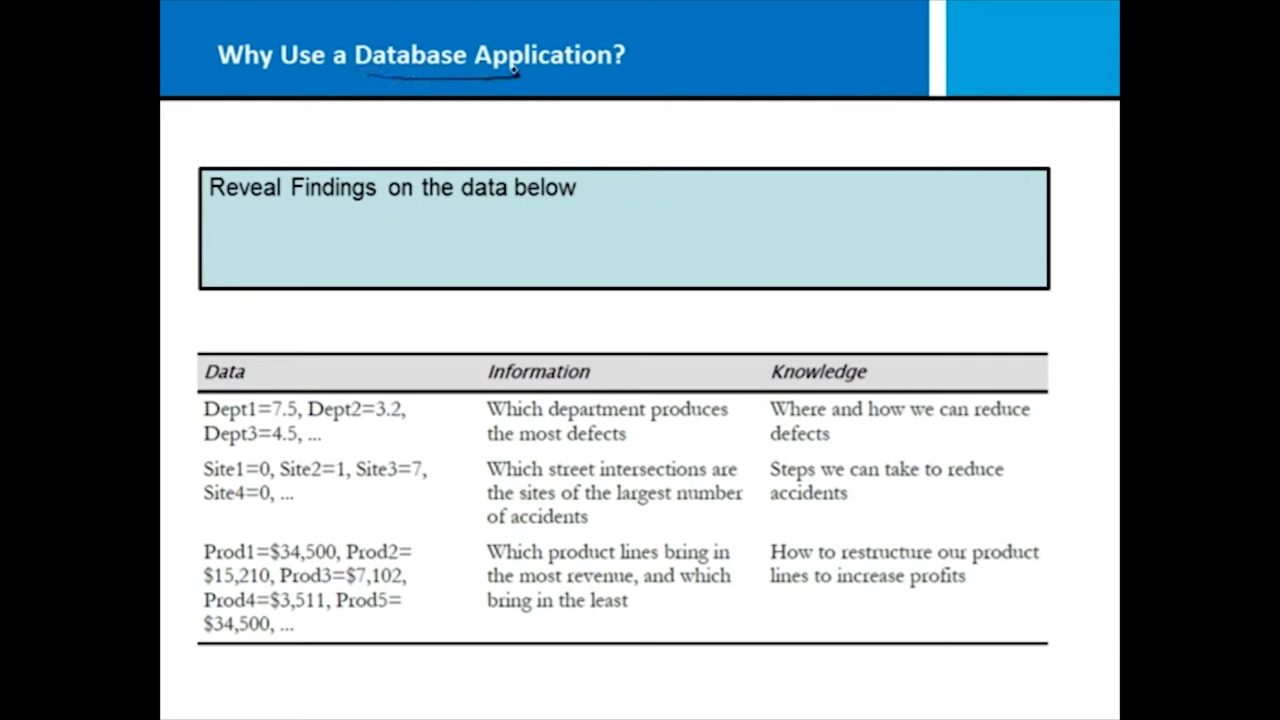 Why Use a Database Application?
Reveal Findings on the data below
Data Information Knowledge
Dept1=7.5, Dept2=3.2,
Dept3=4.5, ...
Which department produces
the most defects
Where and how we can reduce
defects
Site1=0, Site2=1, Site3=7,
Site4=0, ...
Which street intersections are
the sites of the largest number
of accidents
Steps we can take to reduce
accidents
Prod1=$34,500, Prod2=
$15,210, Prod3=$7,102,
Prod4=$3,511, Prod5=
$34,500, ...
Which product lines bring in
the most revenue, and which
bring in the least
How to restructure our product
lines to increase profits